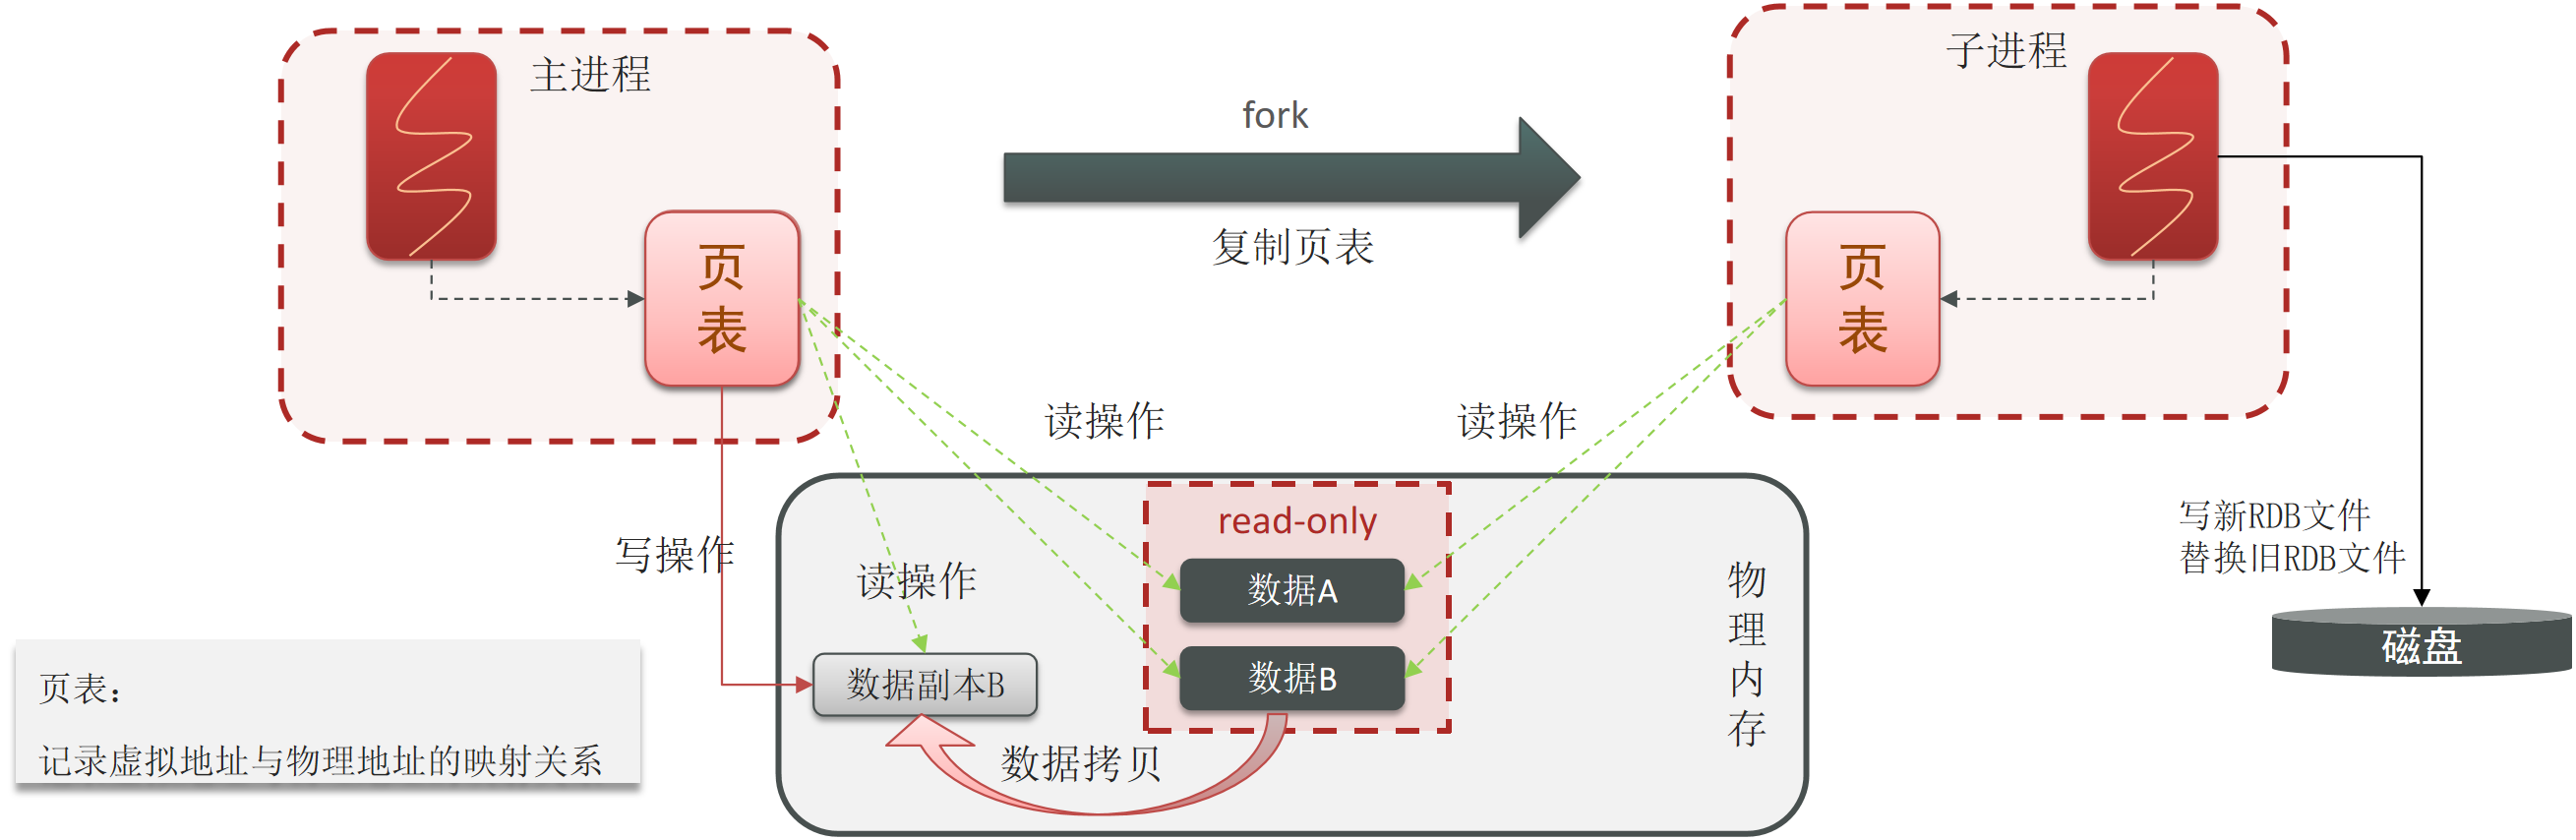 主进程
子进程
fork
复制页表
页表
页表
读操作
读操作
写操作
读操作
read-only
数据A
数据B
数据副本B
数据拷贝
物理内存
写新RDB文件
替换旧RDB文件
磁盘
页表：
记录虚拟地址与物理地址的映射关系